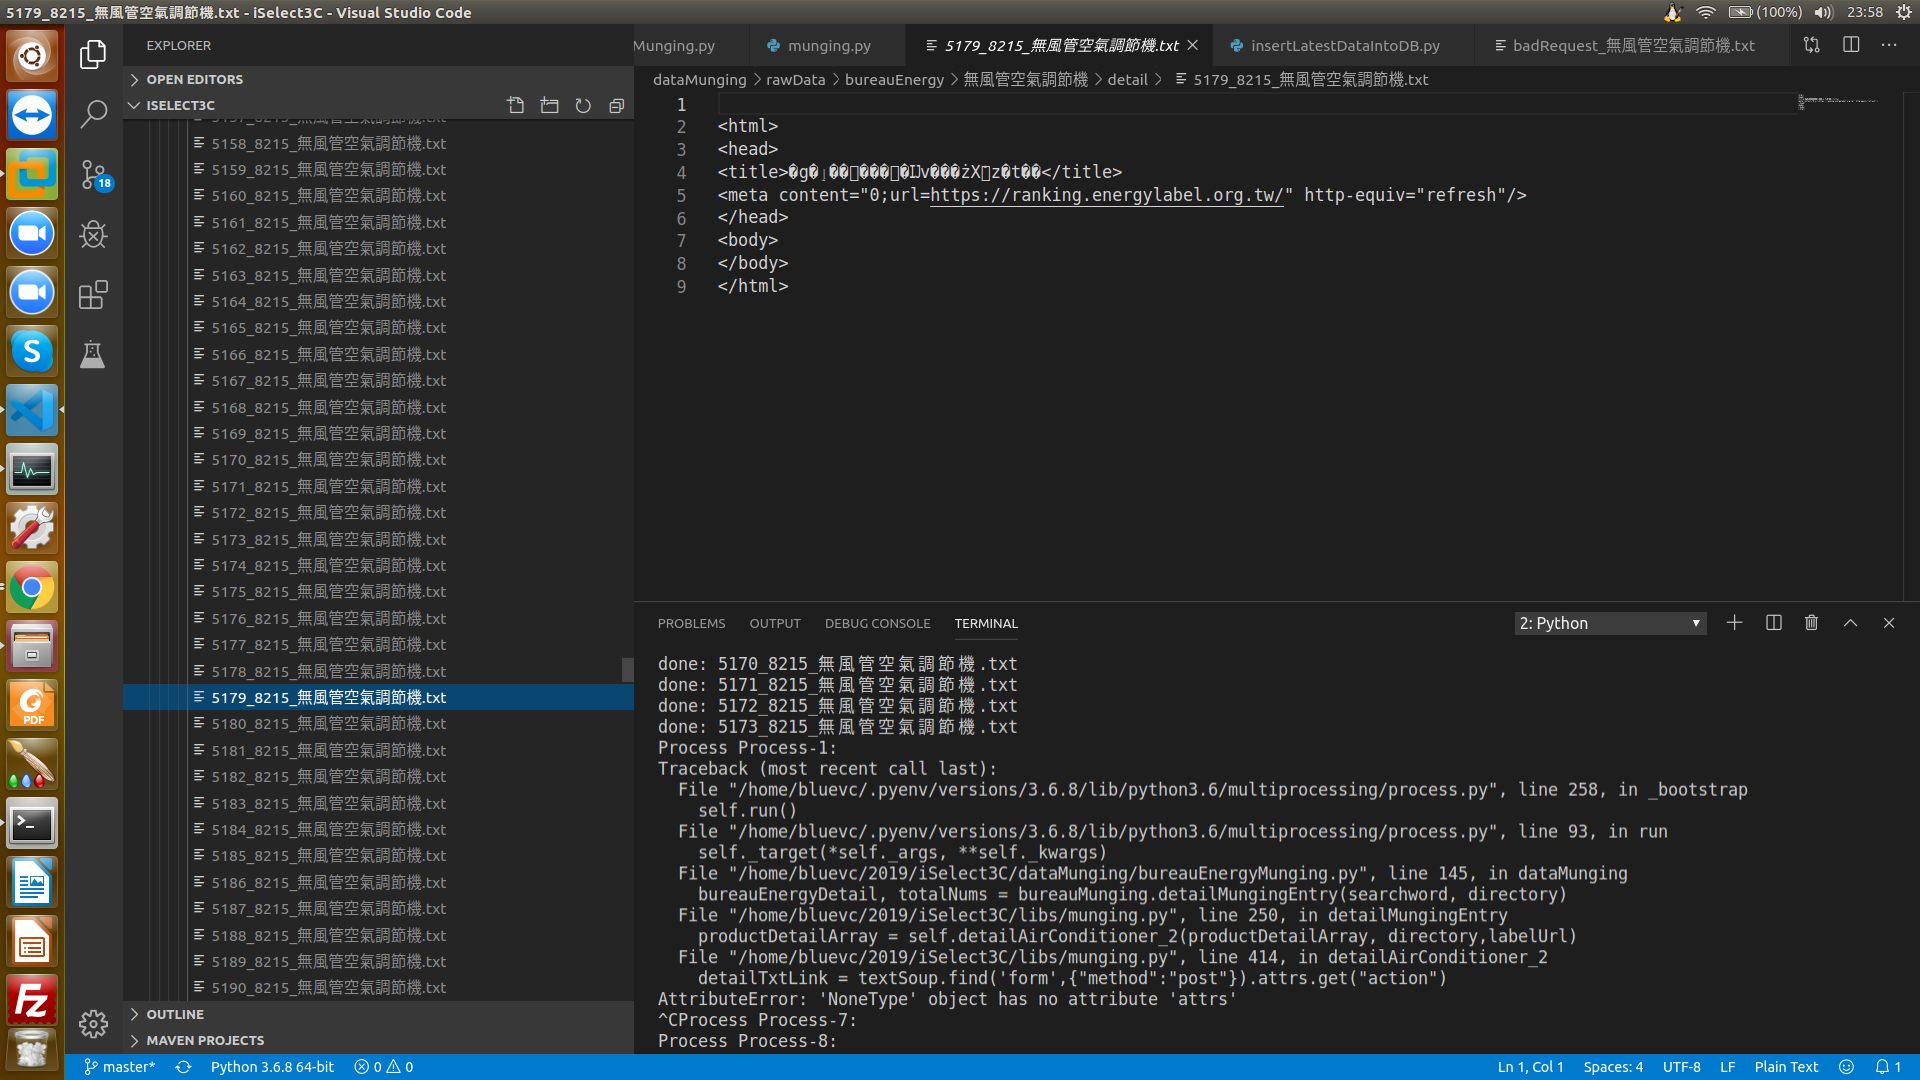 5179_8215_無風管空氣調節機.txt - iSelect3C - Visual Studio Code
(100%)
23:58
EXPLORER
Munging.py
munging.py
5179_8215_無風管空氣調節機.txt
insertLatestDataIntoDB.py
badRequest_無風管空氣調節機.txt
OPEN EDITORS
dataMunging > rawData > bureauEnergy > 無風管空氣調節機 > detail > 5179_8215_無風管空氣調節機.txt
ISELECT3C
5158_8215_無風管空氣調節機.txt
5159_8215_無風管空氣調節機.txt
5160_8215_無風管空氣調節機.txt
5161_8215_無風管空氣調節機.txt
5162_8215_無風管空氣調節機.txt
5163_8215_無風管空氣調節機.txt
5164_8215_無風管空氣調節機.txt
5165_8215_無風管空氣調節機.txt
5166_8215_無風管空氣調節機.txt
5167_8215_無風管空氣調節機.txt
5168_8215_無風管空氣調節機.txt
5169_8215_無風管空氣調節機.txt
5170_8215_無風管空氣調節機.txt
5171_8215_無風管空氣調節機.txt
5172_8215_無風管空氣調節機.txt
5173_8215_無風管空氣調節機.txt
5174_8215_無風管空氣調節機.txt
5175_8215_無風管空氣調節機.txt
5176_8215_無風管空氣調節機.txt
5177_8215_無風管空氣調節機.txt
5178_8215_無風管空氣調節機.txt
5179_8215_無風管空氣調節機.txt
5180_8215_無風管空氣調節機.txt
5181_8215_無風管空氣調節機.txt
5182_8215_無風管空氣調節機.txt
5183_8215_無風管空氣調節機.txt
5184_8215_無風管空氣調節機.txt
5185_8215_無風管空氣調節機.txt
5186_8215_無風管空氣調節機.txt
5187_8215_無風管空氣調節機.txt
5188_8215_無風管空氣調節機.txt
5189_8215_無風管空氣調節機.txt
5190_8215_無風管空氣調節機.txt
OUTLINE
MAVEN PROJECTS
18
1
2 <html>
3 <head>
4 <title></title>
5 <meta content="0;url=https://ranking.energylabel.org.tw/" http-equiv="refresh"/>
6 </head>
7 <body>
8 </body>
9 </html>
PROBLEMS OUTPUT DEBUG CONSOLE TERMINAL
2: Python
done: 5170_8215_無風管空氣調節機.txt
done: 5171_8215_無風管空氣調節機.txt
done: 5172_8215_無風管空氣調節機.txt
done: 5173_8215_無風管空氣調節機.txt
Process Process-1:
Traceback (most recent call last):
File "/home/bluevc/.pyenv/versions/3.6.8/lib/python3.6/multiprocessing/process.py", line 258, in _bootstrap
self.run()
File "/home/bluevc/.pyenv/versions/3.6.8/lib/python3.6/multiprocessing/process.py", line 93, in run
self._target(*self._args, **self._kwargs)
File "/home/bluevc/2019/iSelect3C/dataMunging/bureauEnergyMunging.py", line 145, in dataMunging
bureauEnergyDetail, totalNums = bureauMunging.detailMungingEntry(searchword, directory)
File "/home/bluevc/2019/iSelect3C/libs/munging.py", line 250, in detailMungingEntry
productDetailArray = self.detailAirConditioner_2(productDetailArray, directory,labelUrl)
File "/home/bluevc/2019/iSelect3C/libs/munging.py", line 414, in detailAirConditioner_2
detailTxtLink = textSoup.find('form',{"method":"post"}).attrs.get("action")
AttributeError: 'NoneType' object has no attribute 'attrs'
^CProcess Process-7:
Process Process-8:
master*
Python 3.6.8 64-bit
0 0
Ln 1, Col 1
Spaces: 4
UTF-8
LF
Plain Text
1
PDF